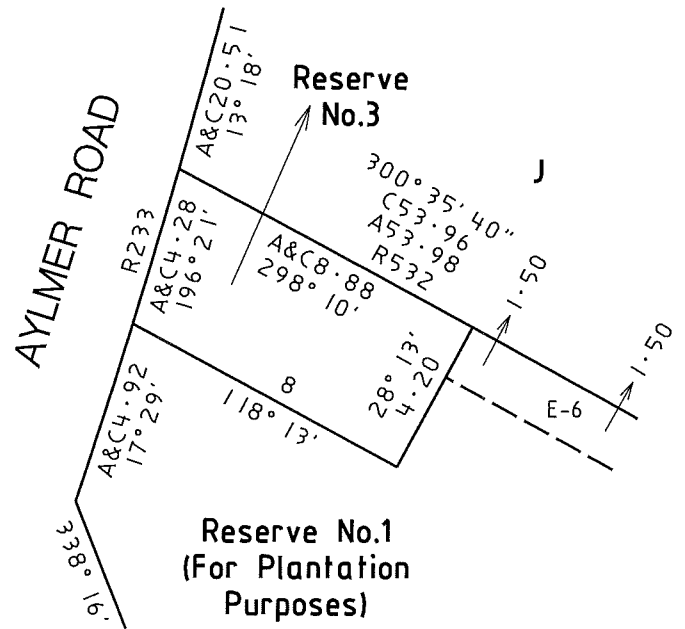 A&C20·51
13° 18'
Reserve
No.3
J
300° 35' 40"
C53·96
A53·98
R532
AYLMER ROAD
R233
A&C4·28
196° 21'
A&C8·88
298° 10'
1·50
1·50
28° 13'
4·20
E-6
8
118° 13'
A&C4·92
17° 29'
338° 16'
Reserve No.1
(For Plantation
Purposes)